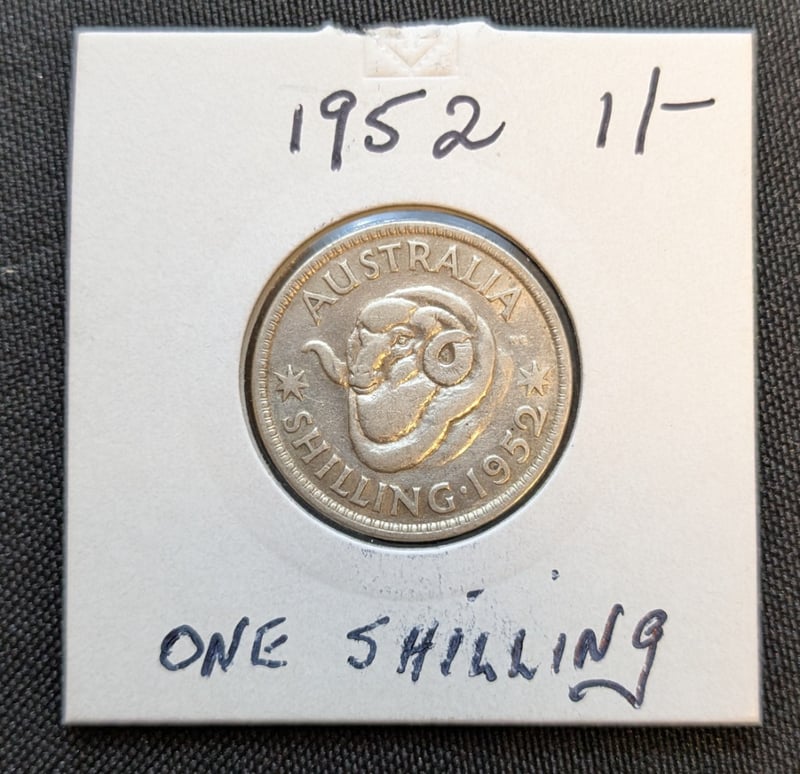 1952 1/-
AUSTRALIA
SHILLING · 1952
ONE SHILLING